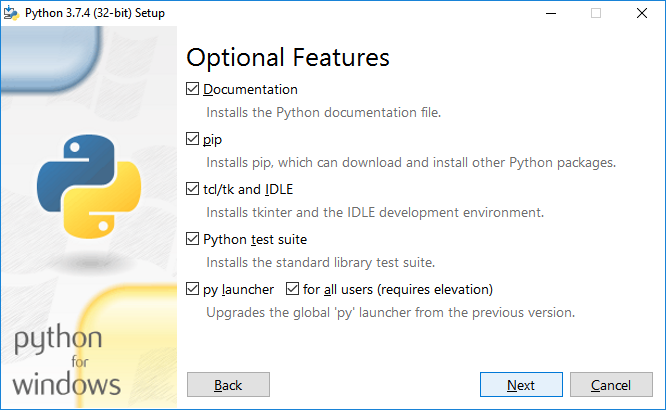 Python 3.7.4 (32-bit) Setup
Optional Features
Documentation
Installs the Python documentation file.
pip
Installs pip, which can download and install other Python packages.
tcl/tk and IDLE
Installs tkinter and the IDLE development environment.
Python test suite
Installs the standard library test suite.
py launcher for all users (requires elevation)
Upgrades the global 'py' launcher from the previous version.
python
for
windows
Back Next Cancel